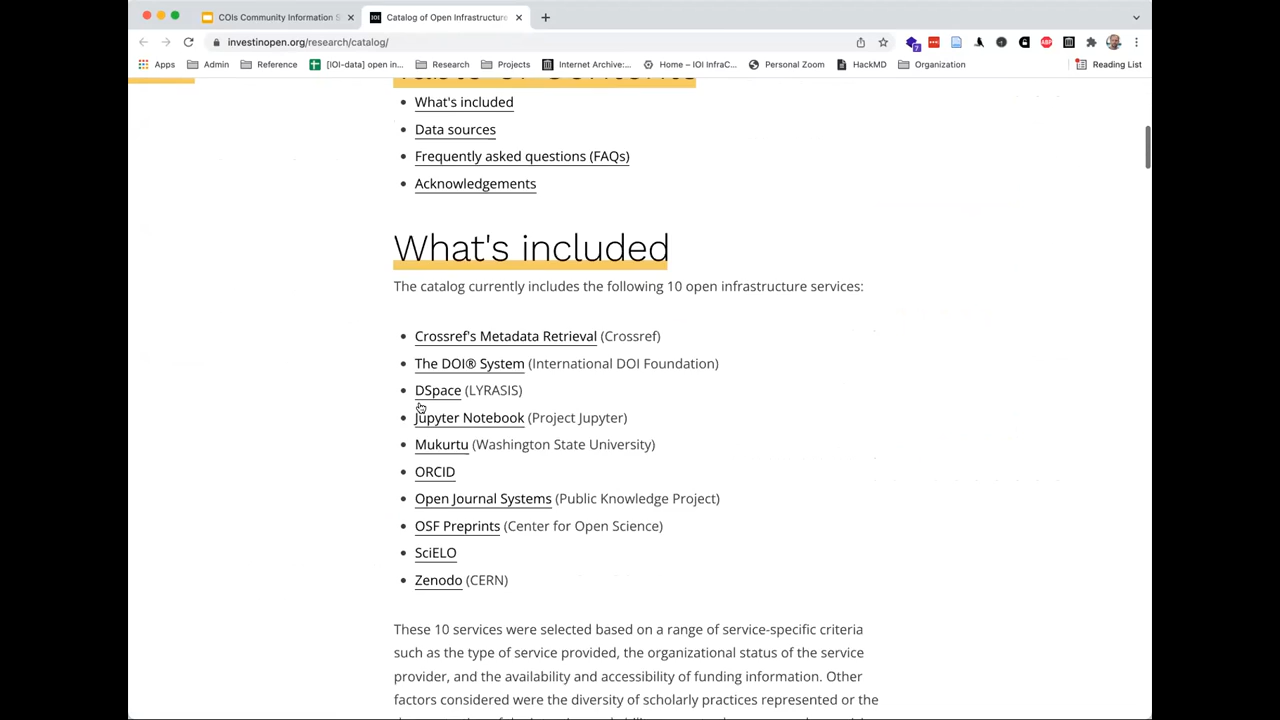 COIs Community Information S
Catalog of Open Infrastructure
investinopen.org/research/catalog/
Apps Admin Reference [IOI-data] open in... Research Projects Internet Archive:... Home – IOI InfraC... Personal Zoom HackMD Organization Reading List
Table of Contents
What's included
Data sources
Frequently asked questions (FAQs)
Acknowledgements
What's included
The catalog currently includes the following 10 open infrastructure services:
Crossref's Metadata Retrieval (Crossref)
The DOI® System (International DOI Foundation)
DSpace (LYRASIS)
Jupyter Notebook (Project Jupyter)
Mukurtu (Washington State University)
ORCID
Open Journal Systems (Public Knowledge Project)
OSF Preprints (Center for Open Science)
SciELO
Zenodo (CERN)
These 10 services were selected based on a range of service-specific criteria
such as the type of service provided, the organizational status of the service
provider, and the availability and accessibility of funding information. Other
factors considered were the diversity of scholarly practices represented or the